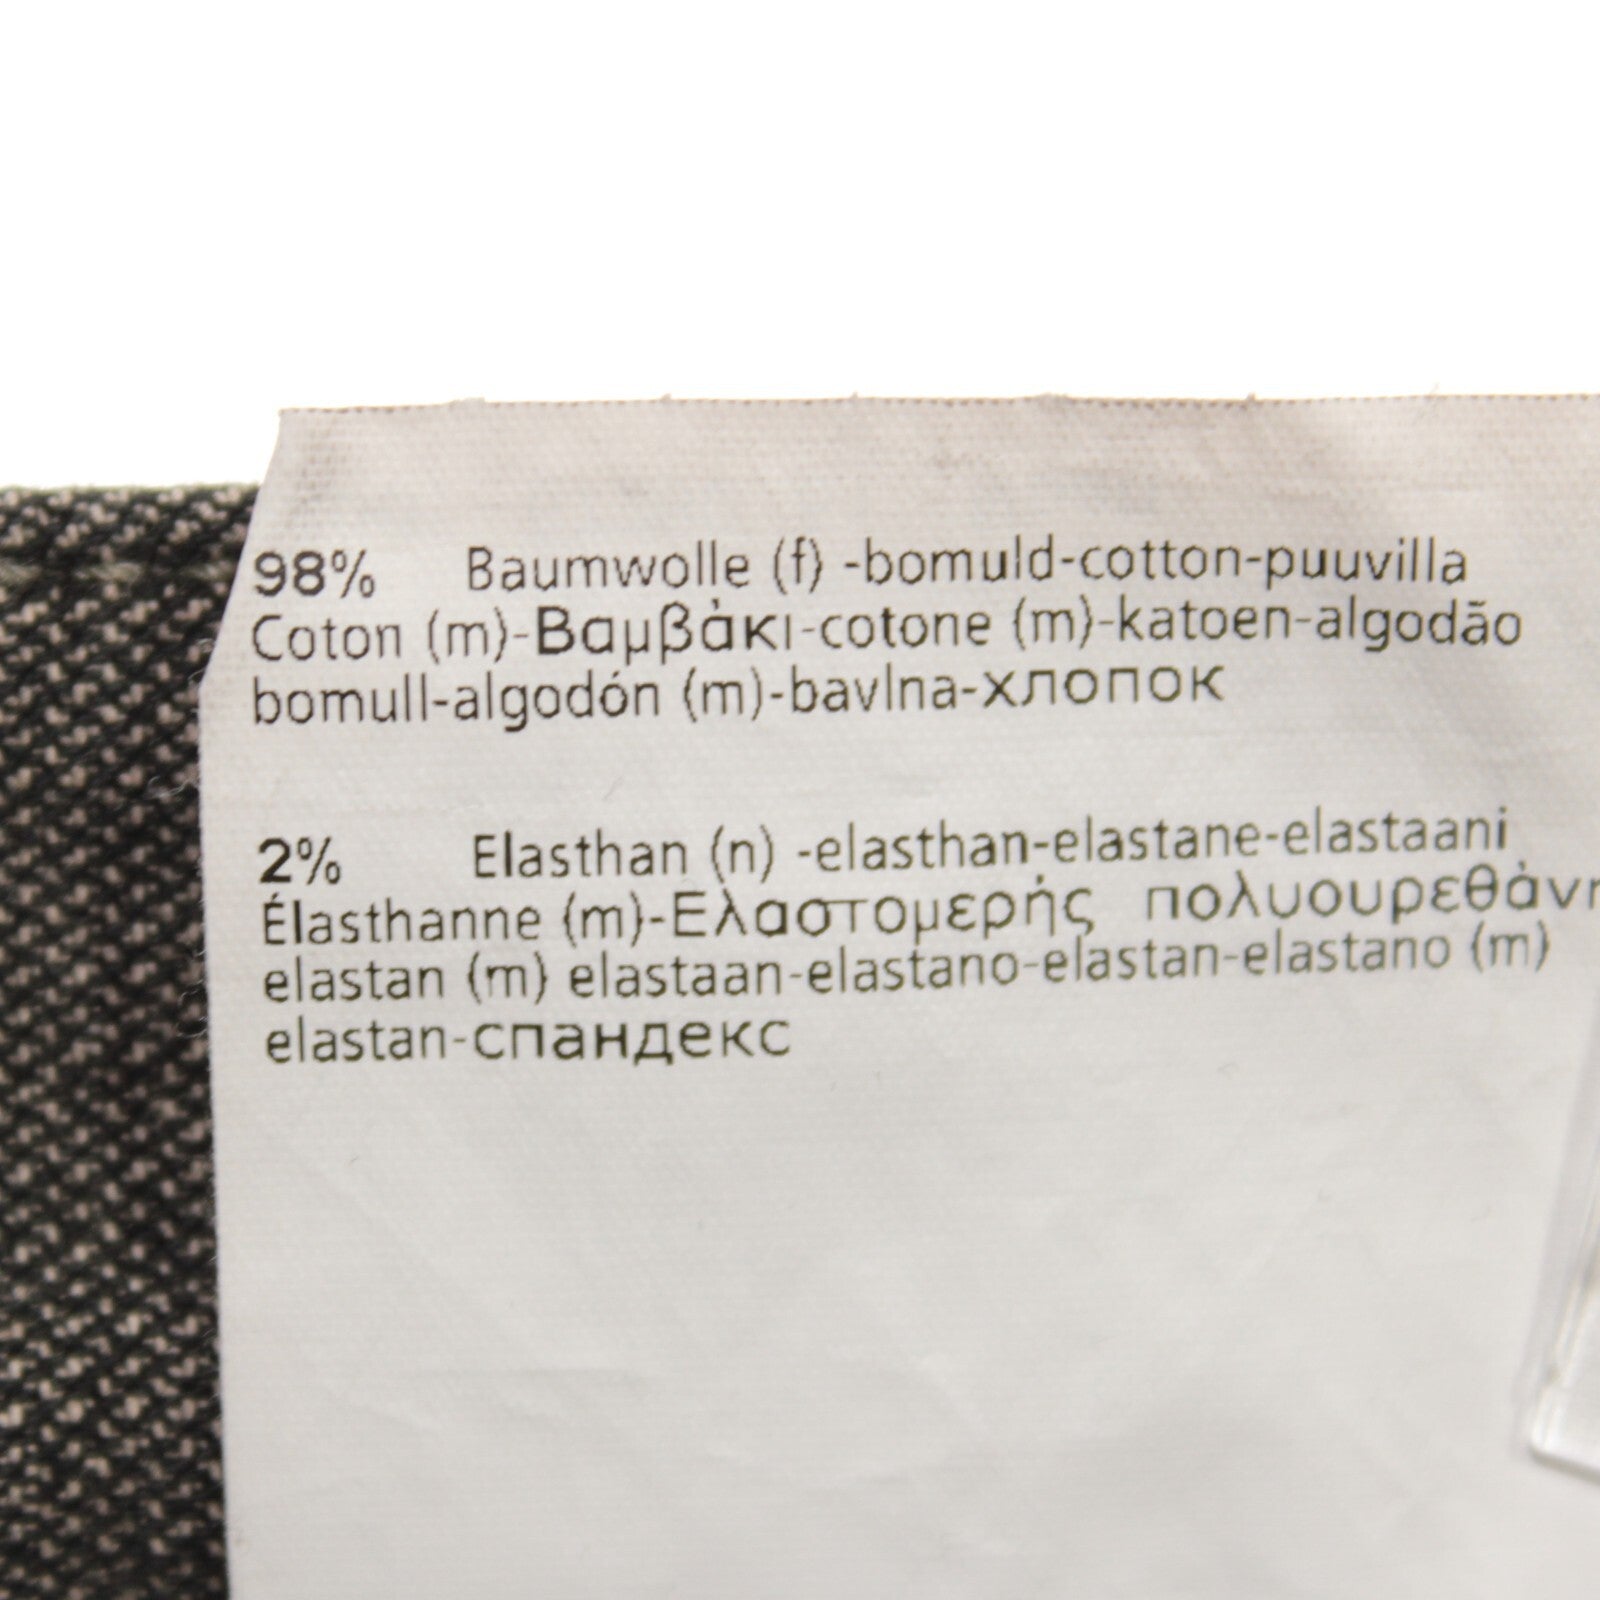 98% Baumwolle (f) -bomuld-cotton-puuvilla
Coton (m)-Βαμβάκι-cotone (m)-katoen-algodão
bomull-algodón (m)-bavlna-хлопок
2% Elasthan (n) -elasthan-elastane-elastaani
Élasthanne (m)-Ελαστομερής
elastan (m) elastaan-elastano-elastan-elastano (m)
elastan-спандекс